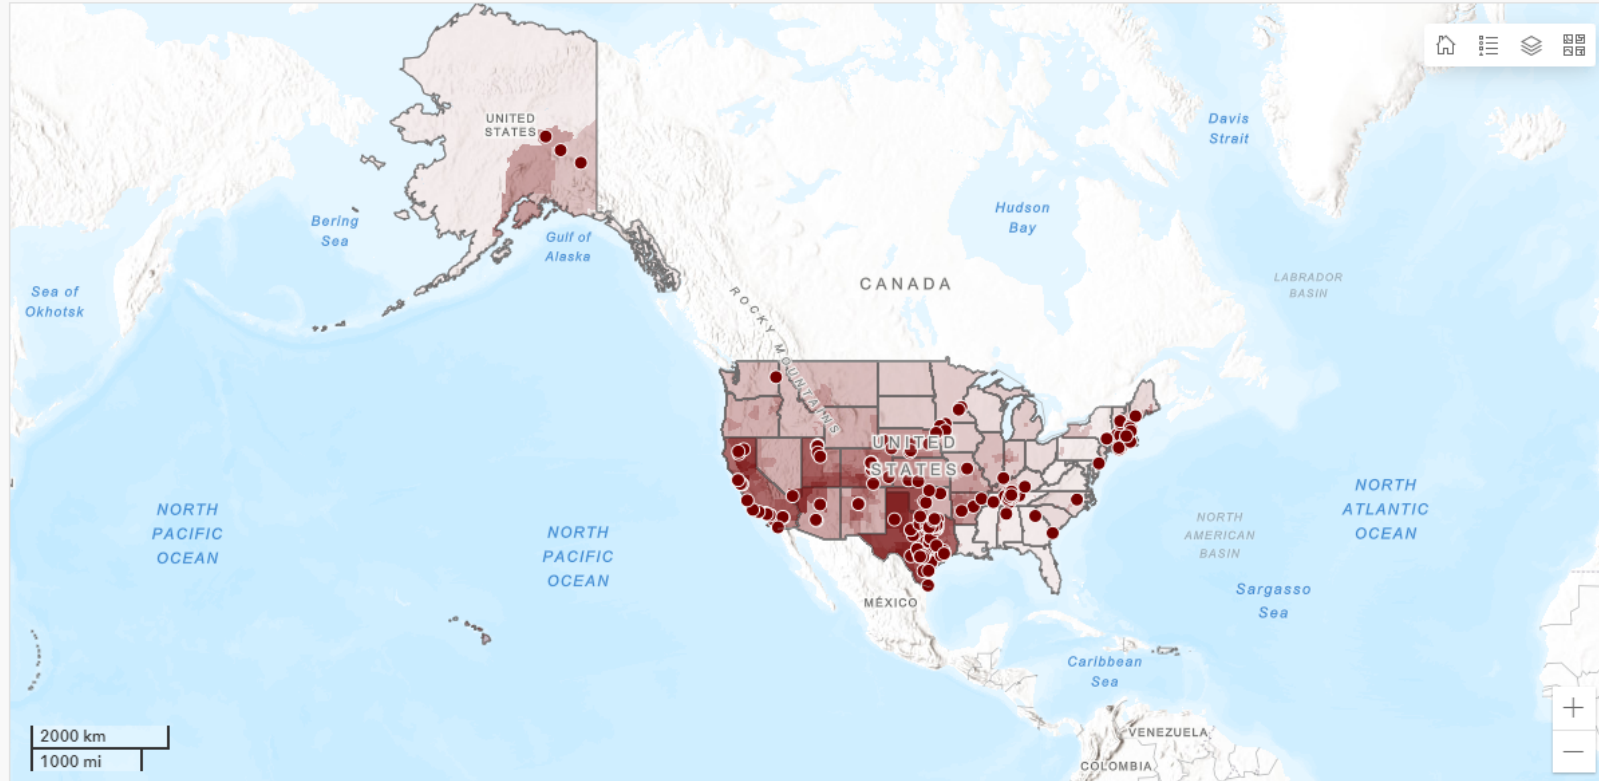 UNITED
STATES
Davis
Strait
Bering
Sea
Hudson
Bay
Gulf of
Alaska
Sea of
Okhotsk
CANADA
LABRADOR
BASIN
ROCKY MOUNTAINS
UNITED
STATES
NORTH
PACIFIC
OCEAN
NORTH
PACIFIC
OCEAN
NORTH
ATLANTIC
OCEAN
NORTH
AMERICAN
BASIN
Sargasso
Sea
MÉXICO
Caribbean
Sea
VENEZUELA
COLOMBIA
2000 km
1000 mi